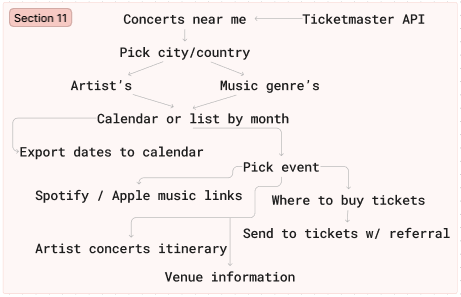 Section 11
Concerts near me
Ticketmaster API
Pick city/country
Artist's
Music genre's
Calendar or list by month
Export dates to calendar
Pick event
Spotify / Apple music links
Where to buy tickets
Send to tickets w/ referral
Artist concerts itinerary
Venue information